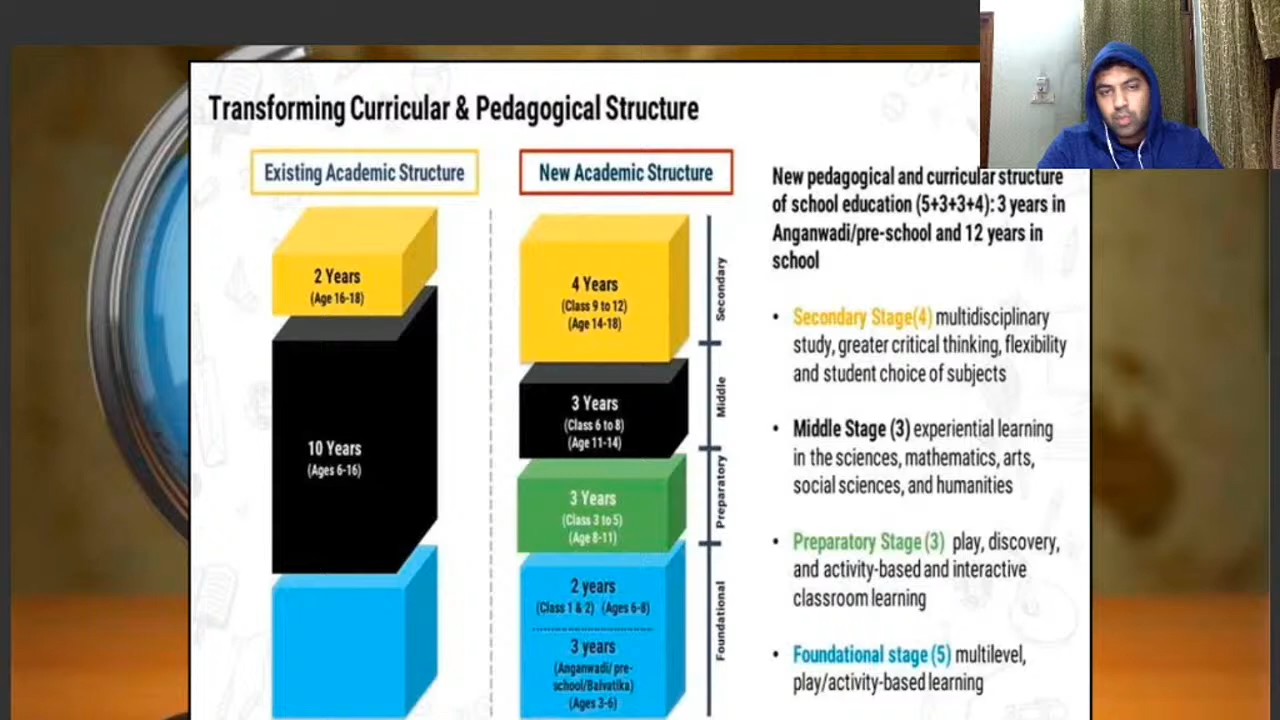 Transforming Curricular & Pedagogical Structure
Existing Academic Structure
2 Years
(Age 16-18)
10 Years
(Ages 6-16)
New Academic Structure
4 Years
(Class 9 to 12)
(Age 14-18)
3 Years
(Class 6 to 8)
(Age 11-14)
3 Years
(Class 3 to 5)
(Age 8-11)
2 years
(Class 1 & 2) (Ages 6-8)
3 years
(Anganwadi/ pre-
school/Balvatika)
(Ages 3-6)
Secondary
Middle
Preparatory
Foundational
New pedagogical and curricular structure
of school education (5+3+3+4): 3 years in
Anganwadi/pre-school and 12 years in
school
• Secondary Stage(4) multidisciplinary
study, greater critical thinking, flexibility
and student choice of subjects
• Middle Stage (3) experiential learning
in the sciences, mathematics, arts,
social sciences, and humanities
• Preparatory Stage (3) play, discovery,
and activity-based and interactive
classroom learning
• Foundational stage (5) multilevel,
play/activity-based learning